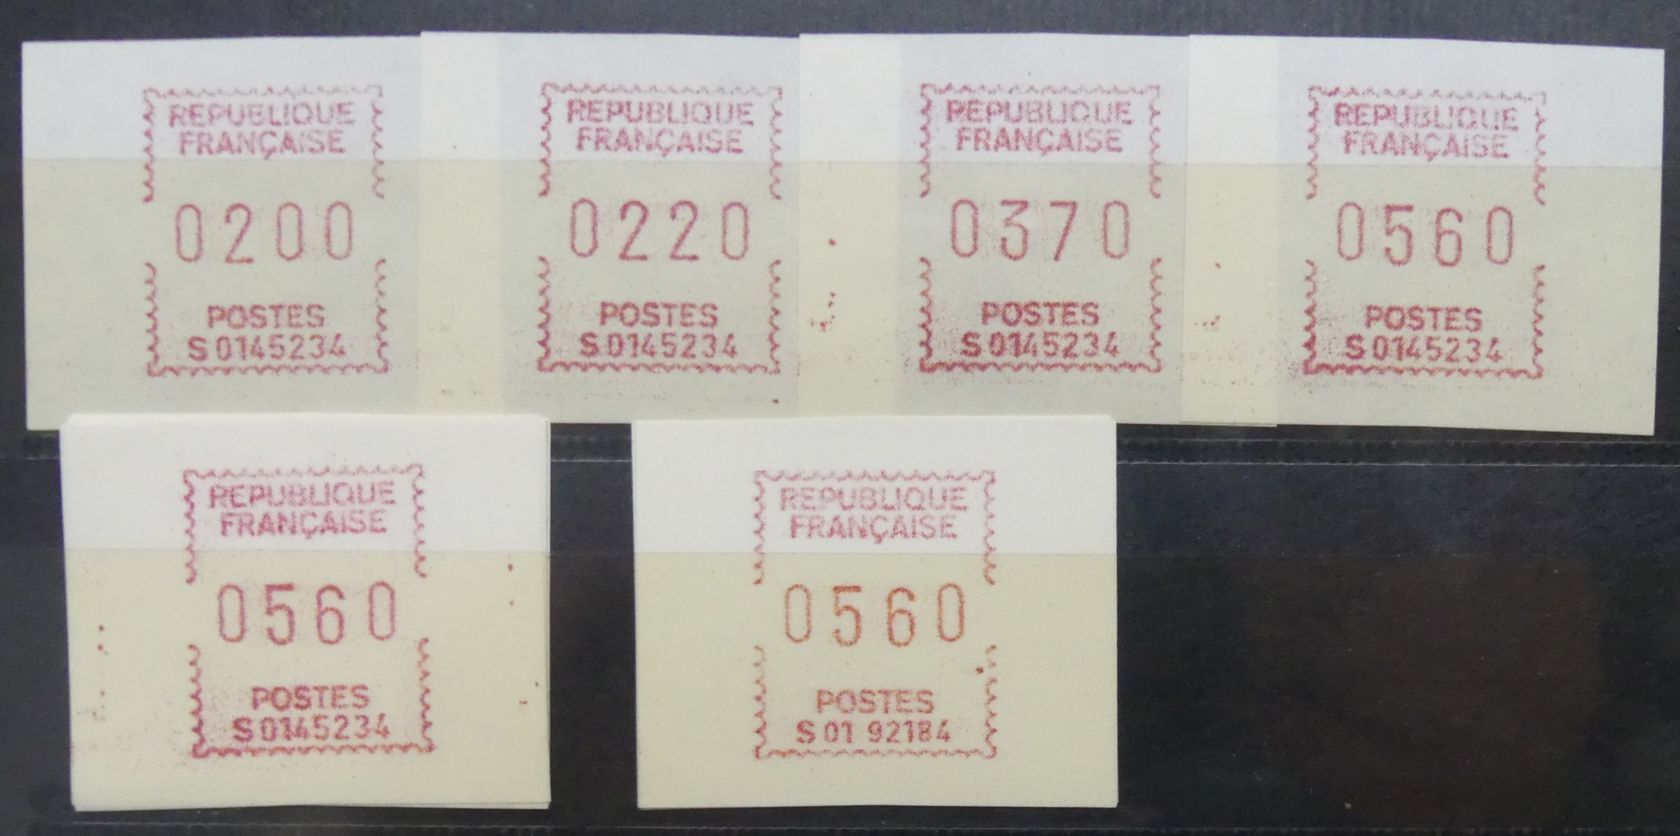 REPUBLIQUE
FRANÇAISE
0200
POSTES
S 0145234
REPUBLIQUE
FRANÇAISE
0220
POSTES
S 0145234
REPUBLIQUE
FRANÇAISE
0370
POSTES
S 0145234
REPUBLIQUE
FRANÇAISE
0560
POSTES
S 0145234
REPUBLIQUE
FRANÇAISE
0560
POSTES
S 0145234
REPUBLIQUE
FRANÇAISE
0560
POSTES
S 01 92184